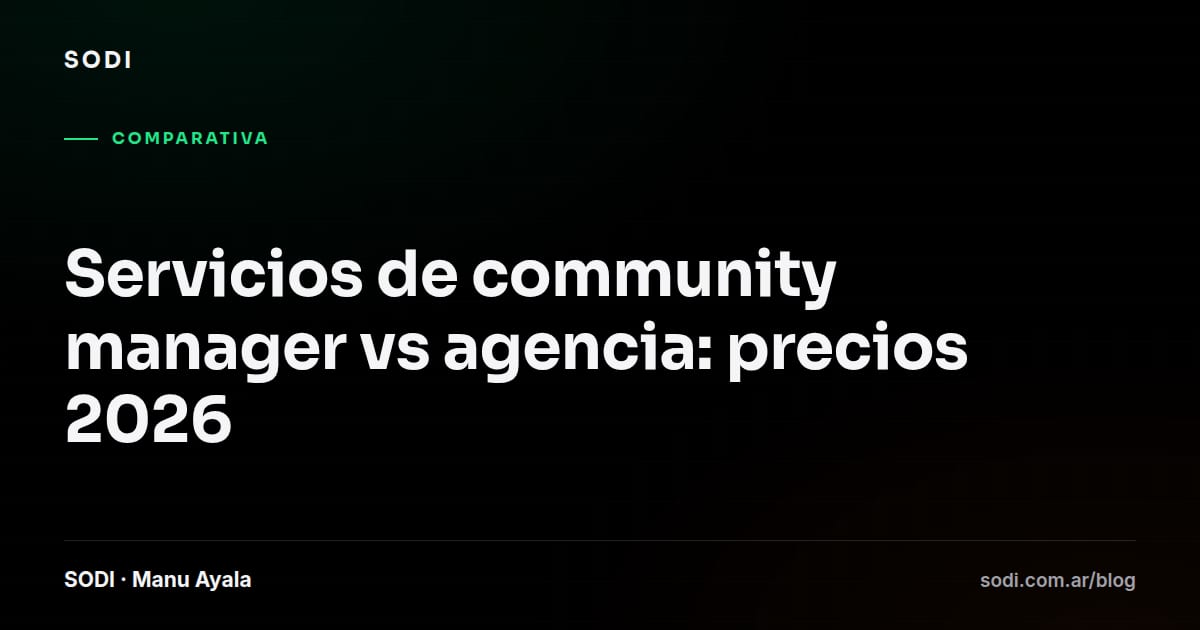 SODI
COMPARATIVA
Servicios de community
manager vs agencia: precios
2026
SODI · Manu Ayala
sodi.com.ar/blog